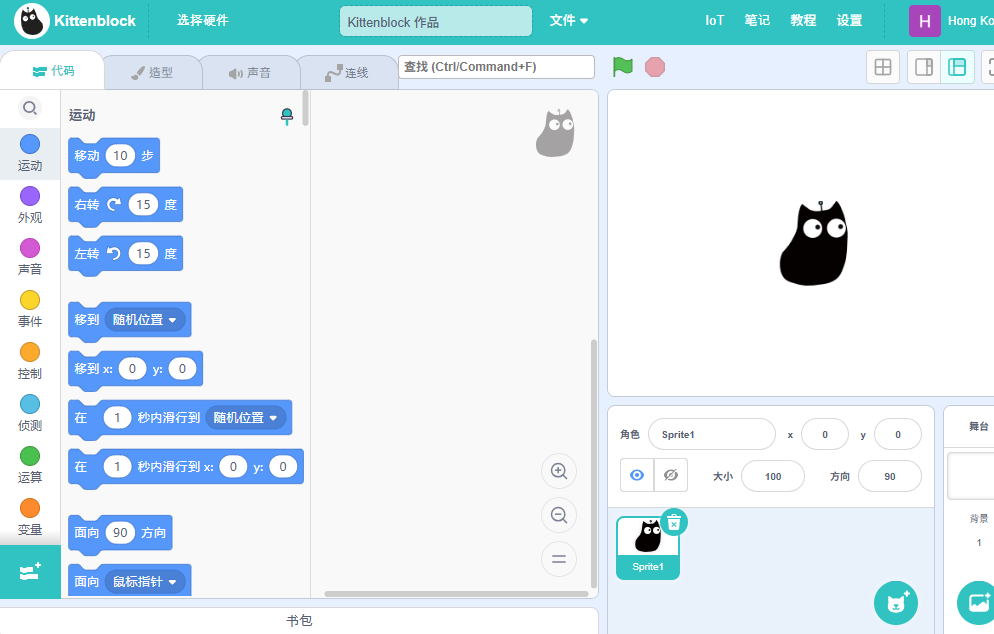 Kittenblock
选择硬件
Kittenblock 作品
文件
IoT
笔记
教程
设置
H
Hong Ko
代码
造型
声音
连线
查找 (Ctrl/Command+F)
运动
外观
声音
事件
控制
侦测
运算
变量
运动
移动 10 步
右转 15 度
左转 15 度
移到 随机位置
移到 x: 0 y: 0
在 1 秒内滑行到 随机位置
在 1 秒内滑行到 x: 0 y: 0
面向 90 方向
面向 鼠标指针
角色 Sprite1 x 0 y 0
大小 100 方向 90
Sprite1
舞台
背景
1
书包